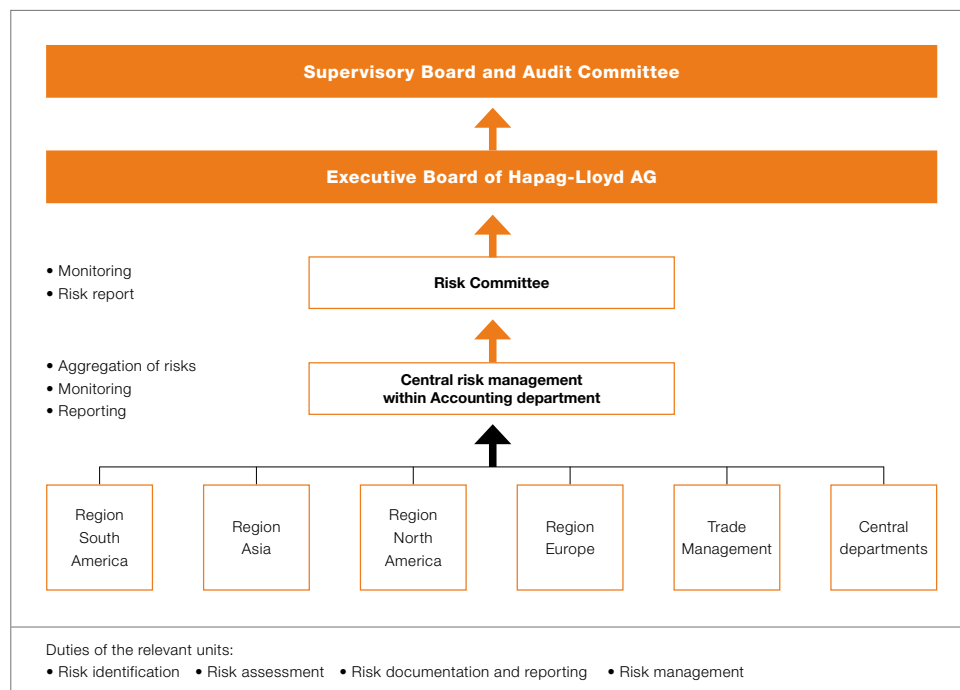 Supervisory Board and Audit Committee
Executive Board of Hapag-Lloyd AG
• Monitoring
• Risk report
Risk Committee
• Aggregation of risks
• Monitoring
• Reporting
Central risk management
within Accounting department
Region
South
America
Region
Asia
Region
North
America
Region
Europe
Trade
Management
Central
departments
Duties of the relevant units:
• Risk identification • Risk assessment • Risk documentation and reporting • Risk management